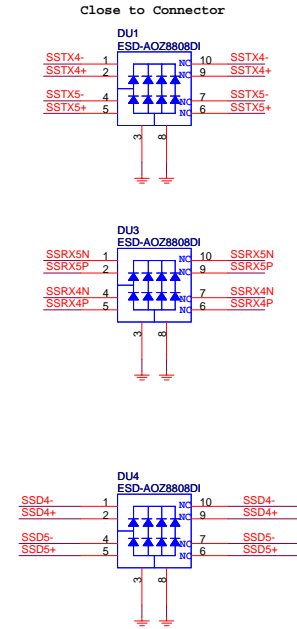 Close to Connector
DU1
ESD-AOZ8808DI
SSTX4- 1 NC 10 SSTX4-
SSTX4+ 2 NC 9 SSTX4+
SSTX5- 4 NC 7 SSTX5-
SSTX5+ 5 NC 6 SSTX5+
3 8
DU3
ESD-AOZ8808DI
SSRX5N 1 NC 10 SSRX5N
SSRX5P 2 NC 9 SSRX5P
SSRX4N 4 NC 7 SSRX4N
SSRX4P 5 NC 6 SSRX4P
3 8
DU4
ESD-AOZ8808DI
SSD4- 1 NC 10 SSD4-
SSD4+ 2 NC 9 SSD4+
SSD5- 4 NC 7 SSD5-
SSD5+ 5 NC 6 SSD5+
3 8